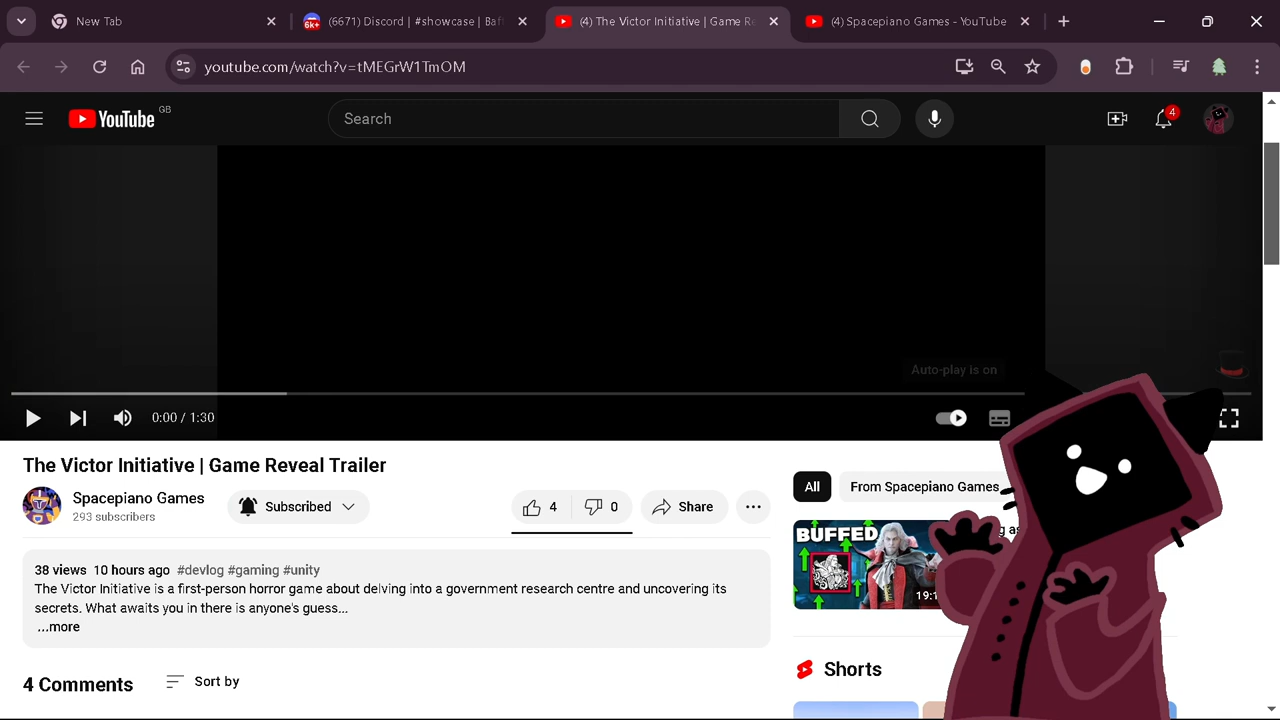 New Tab
(6671) Discord | #showcase | Baf
(4) The Victor Initiative | Game Re
(4) Spacepiano Games - YouTube
youtube.com/watch?v=tMEGrW1TmOM
YouTube GB
Search
4
Auto-play is on
0:00 / 1:30
The Victor Initiative | Game Reveal Trailer
Spacepiano Games
293 subscribers
Subscribed
4
0
Share
All
From Spacepiano Games
38 views 10 hours ago #devlog #gaming #unity
The Victor Initiative is a first-person horror game about delving into a government research centre and uncovering its
secrets. What awaits you in there is anyone's guess...
...more
BUFFED
19:1
4 Comments
Sort by
Shorts